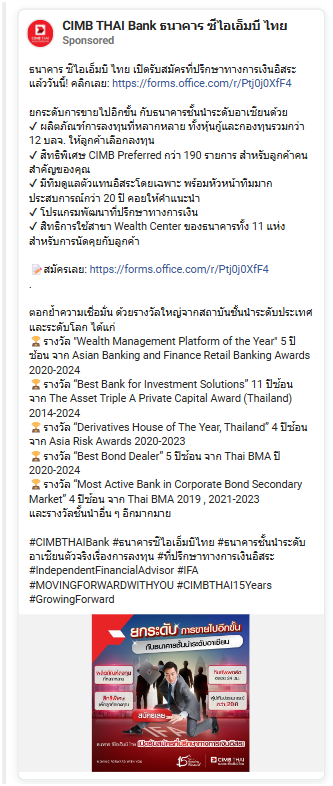 CIMB THAI Bank ธนาคาร ซีไอเอ็มบี ไทย
Sponsored
ธนาคาร ซีไอเอ็มบี ไทย เปิดรับสมัครที่ปรึกษาทางการเงินอิสระ
แล้ววันนี้! คลิกเลย: https://forms.office.com/r/Ptj0j0XfF4
ยกระดับการขายไปอีกขั้น กับธนาคารชั้นนำระดับอาเซียนด้วย
✓ ผลิตภัณฑ์การลงทุนที่หลากหลาย ทั้งหุ้นกู้และกองทุนรวมกว่า
12 บลจ. ให้ลูกค้าเลือกลงทุน
✓ สิทธิพิเศษ CIMB Preferred กว่า 190 รายการ สำหรับลูกค้าคน
สำคัญของคุณ
✓ มีทีมดูแลตัวแทนอิสระโดยเฉพาะ พร้อมหัวหน้าทีมมาก
ประสบการณ์กว่า 20 ปี คอยให้คำแนะนำ
✓ โปรแกรมพัฒนาที่ปรึกษาทางการเงิน
✓ สิทธิการใช้สาขา Wealth Center ของธนาคารทั้ง 11 แห่ง
สำหรับการนัดคุยกับลูกค้า
📝สมัครเลย: https://forms.office.com/r/Ptj0j0XfF4
.
ตอกย้ำความเชื่อมั่น ด้วยรางวัลใหญ่จากสถาบันชั้นนำระดับประเทศ
และระดับโลก ได้แก่
🏆รางวัล "Wealth Management Platform of the Year" 5 ปี
ซ้อน จาก Asian Banking and Finance Retail Banking Awards
2020-2024
🏆รางวัล “Best Bank for Investment Solutions” 11 ปีซ้อน
จาก The Asset Triple A Private Capital Award (Thailand)
2014-2024
🏆รางวัล “Derivatives House of The Year, Thailand” 4 ปีซ้อน
จาก Asia Risk Awards 2020-2023
🏆รางวัล “Best Bond Dealer” 5 ปีซ้อน จาก Thai BMA ปี
2020-2024
🏆รางวัล “Most Active Bank in Corporate Bond Secondary
Market” 4 ปีซ้อน จาก Thai BMA 2019 , 2021-2023
และรางวัลชั้นนำอื่น ๆ อีกมากมาย
#CIMBTHAIBank #ธนาคารซีไอเอ็มบีไทย #ธนาคารชั้นนำระดับ
อาเซียนตัวจริงเรื่องการลงทุน #ที่ปรึกษาทางการเงินอิสระ
#IndependentFinancialAdvisor #IFA
#MOVINGFORWARDWITHYOU #CIMBTHAI15Years
#GrowingForward
ยกระดับ การขายไปอีกขั้น
กับธนาคารชั้นนำระดับอาเซียน
สมัครเลย
ธนาคาร ซีไอเอ็มบี ไทย เปิดรับสมัครที่ปรึกษาทางการเงินอิสระ
MOVING FORWARD WITH YOU
CIMB THAI